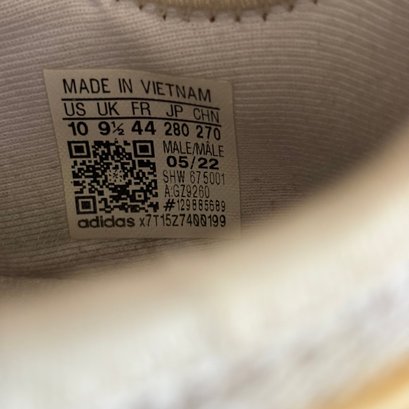 MADE IN VIETNAM
US UK FR JP CHN
10 9½ 44 280 270
MALE/MÂLE
05/22
SHW 675001
A:GZ9260
#129885689
adidas x7T15Z7400199